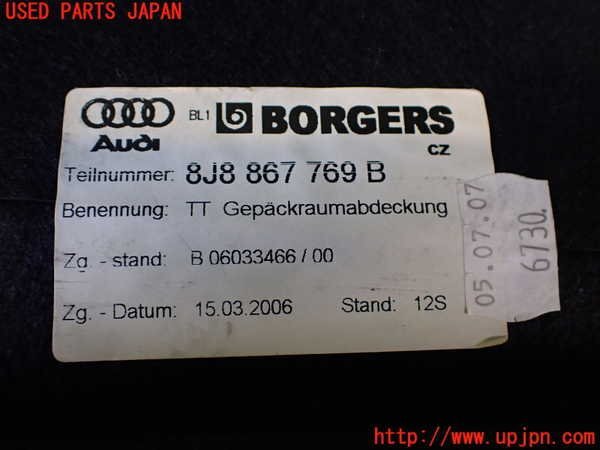 USED PARTS JAPAN
Audi
BL1 BORGERS
CZ
Teilnummer: 8J8 867 769 B
Benennung: TT Gepäckraumabdeckung
Zg. - stand: B 06033466 / 00
Zg. - Datum: 15.03.2006 Stand: 12S
05.07.07
6730.
http://www.upjpn.com/